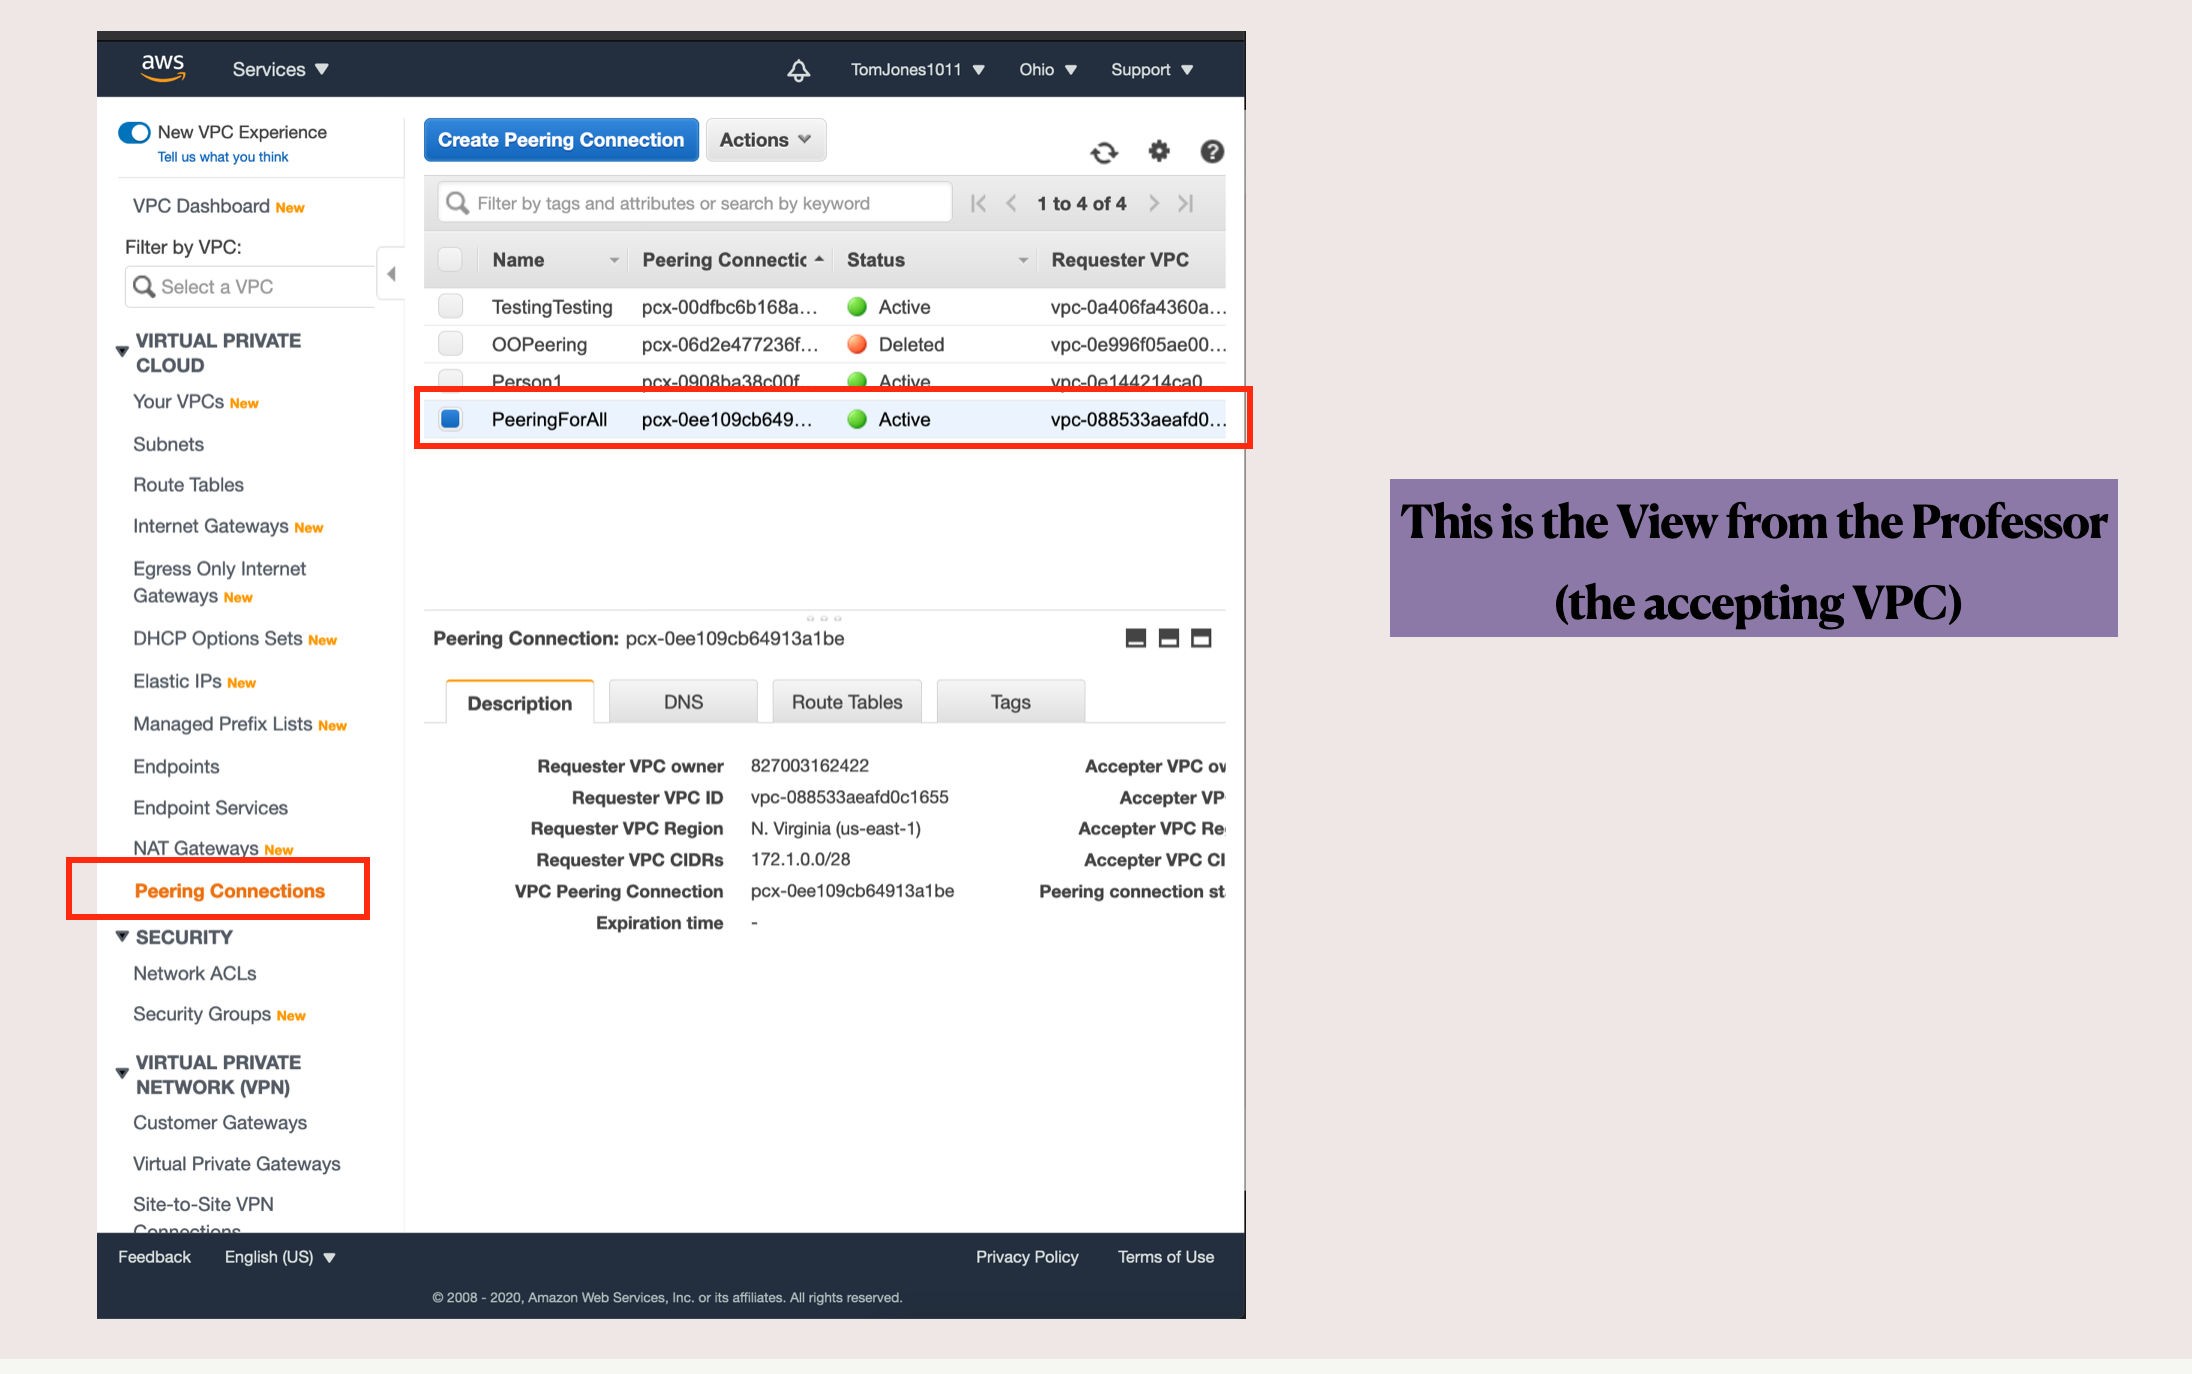 aws
Services
TomJones1011
Ohio
Support
New VPC Experience
Tell us what you think
VPC Dashboard New
Filter by VPC:
Select a VPC
VIRTUAL PRIVATE
CLOUD
Your VPCs New
Subnets
Route Tables
Internet Gateways New
Egress Only Internet
Gateways New
DHCP Options Sets New
Elastic IPs New
Managed Prefix Lists New
Endpoints
Endpoint Services
NAT Gateways New
Peering Connections
SECURITY
Network ACLs
Security Groups New
VIRTUAL PRIVATE
NETWORK (VPN)
Customer Gateways
Virtual Private Gateways
Site-to-Site VPN
Connections
Create Peering Connection
Actions
Filter by tags and attributes or search by keyword
1 to 4 of 4
Name Peering Connectic Status Requester VPC
TestingTesting pcx-00dfbc6b168a... Active vpc-0a406fa4360a...
OOPeering pcx-06d2e477236f... Deleted vpc-0e996f05ae00...
Person1 pcx-0908ba38c00f Active vpc-0e144214ca0
PeeringForAll pcx-0ee109cb649... Active vpc-088533aeafd0...
Peering Connection: pcx-0ee109cb64913a1be
Description
DNS
Route Tables
Tags
Requester VPC owner 827003162422 Accepter VPC ow
Requester VPC ID vpc-088533aeafd0c1655 Accepter VP
Requester VPC Region N. Virginia (us-east-1) Accepter VPC Re
Requester VPC CIDRs 172.1.0.0/28 Accepter VPC CI
VPC Peering Connection pcx-0ee109cb64913a1be Peering connection st
Expiration time -
Feedback
English (US)
Privacy Policy
Terms of Use
© 2008 - 2020, Amazon Web Services, Inc. or its affiliates. All rights reserved.
This is the View from the Professor
(the accepting VPC)